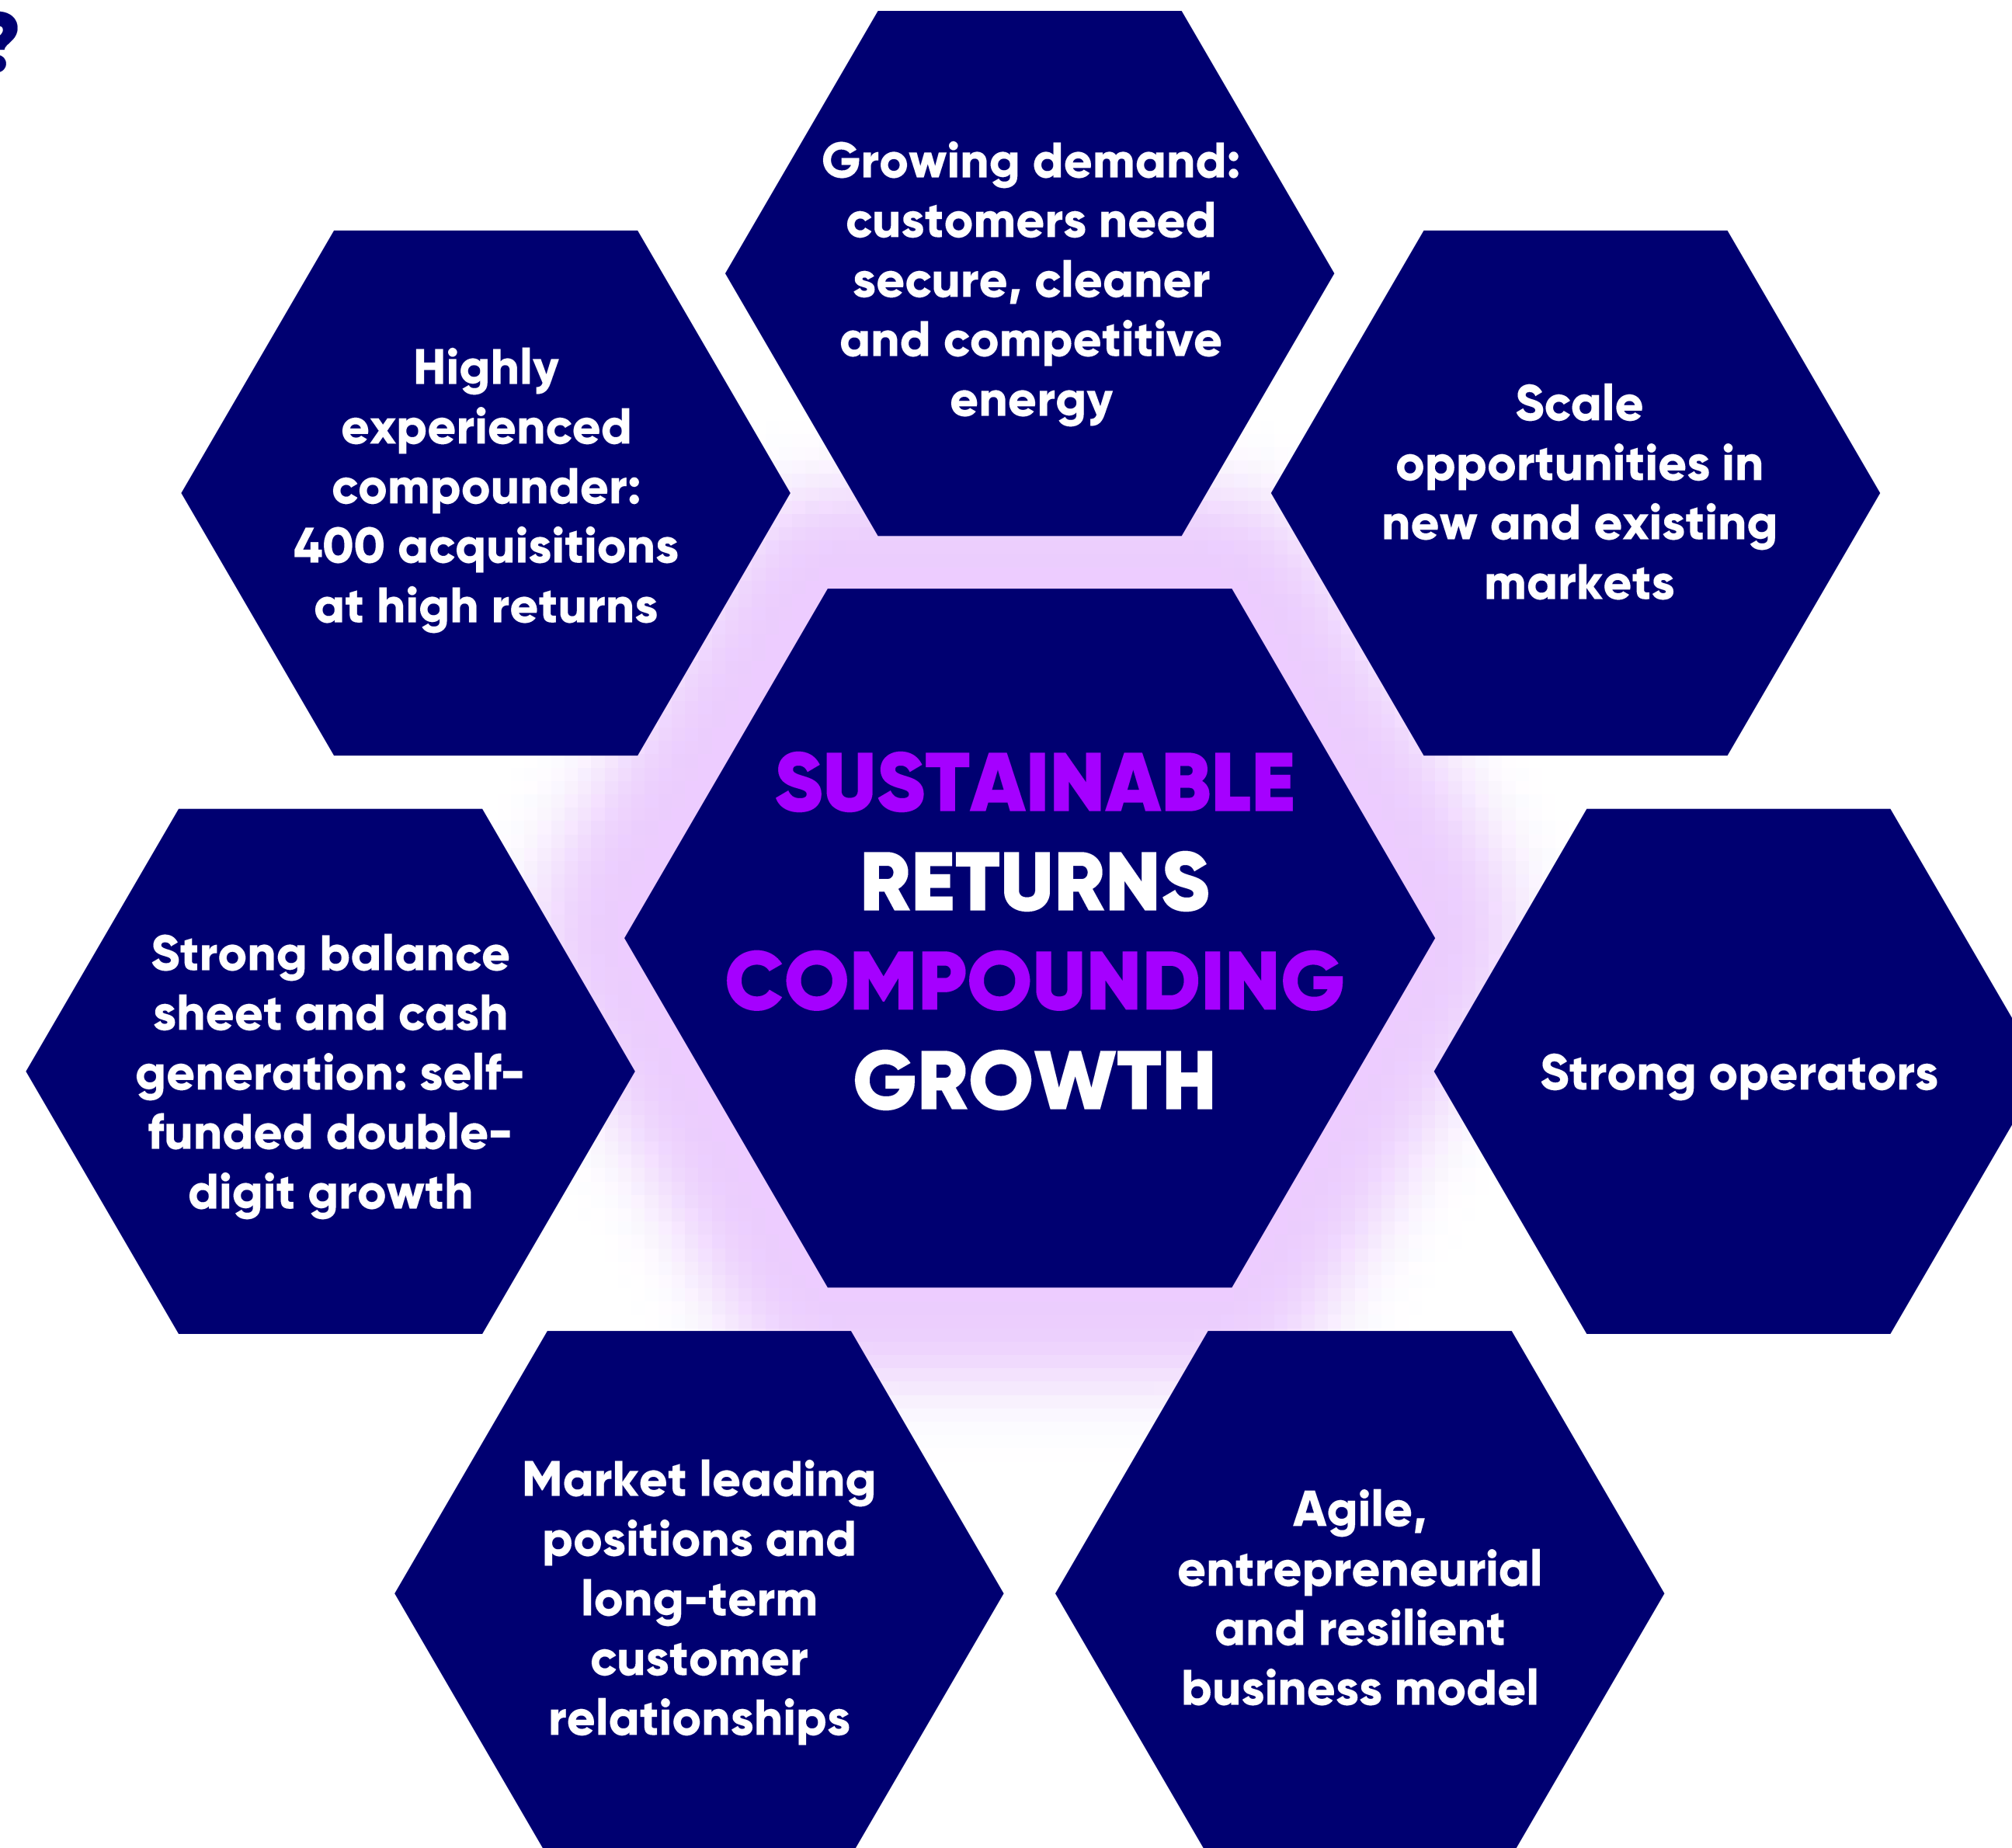 ?
Growing demand:
customers need
secure, cleaner
and competitive
energy
Highly
experienced
compounder:
400 acquisitions
at high returns
Scale
opportunities in
new and existing
markets
SUSTAINABLE
RETURNS
COMPOUNDING
GROWTH
Strong balance
sheet and cash
generation: self-
funded double-
digit growth
Strong operators
Market leading
positions and
long-term
customer
relationships
Agile,
entrepreneurial
and resilient
business model